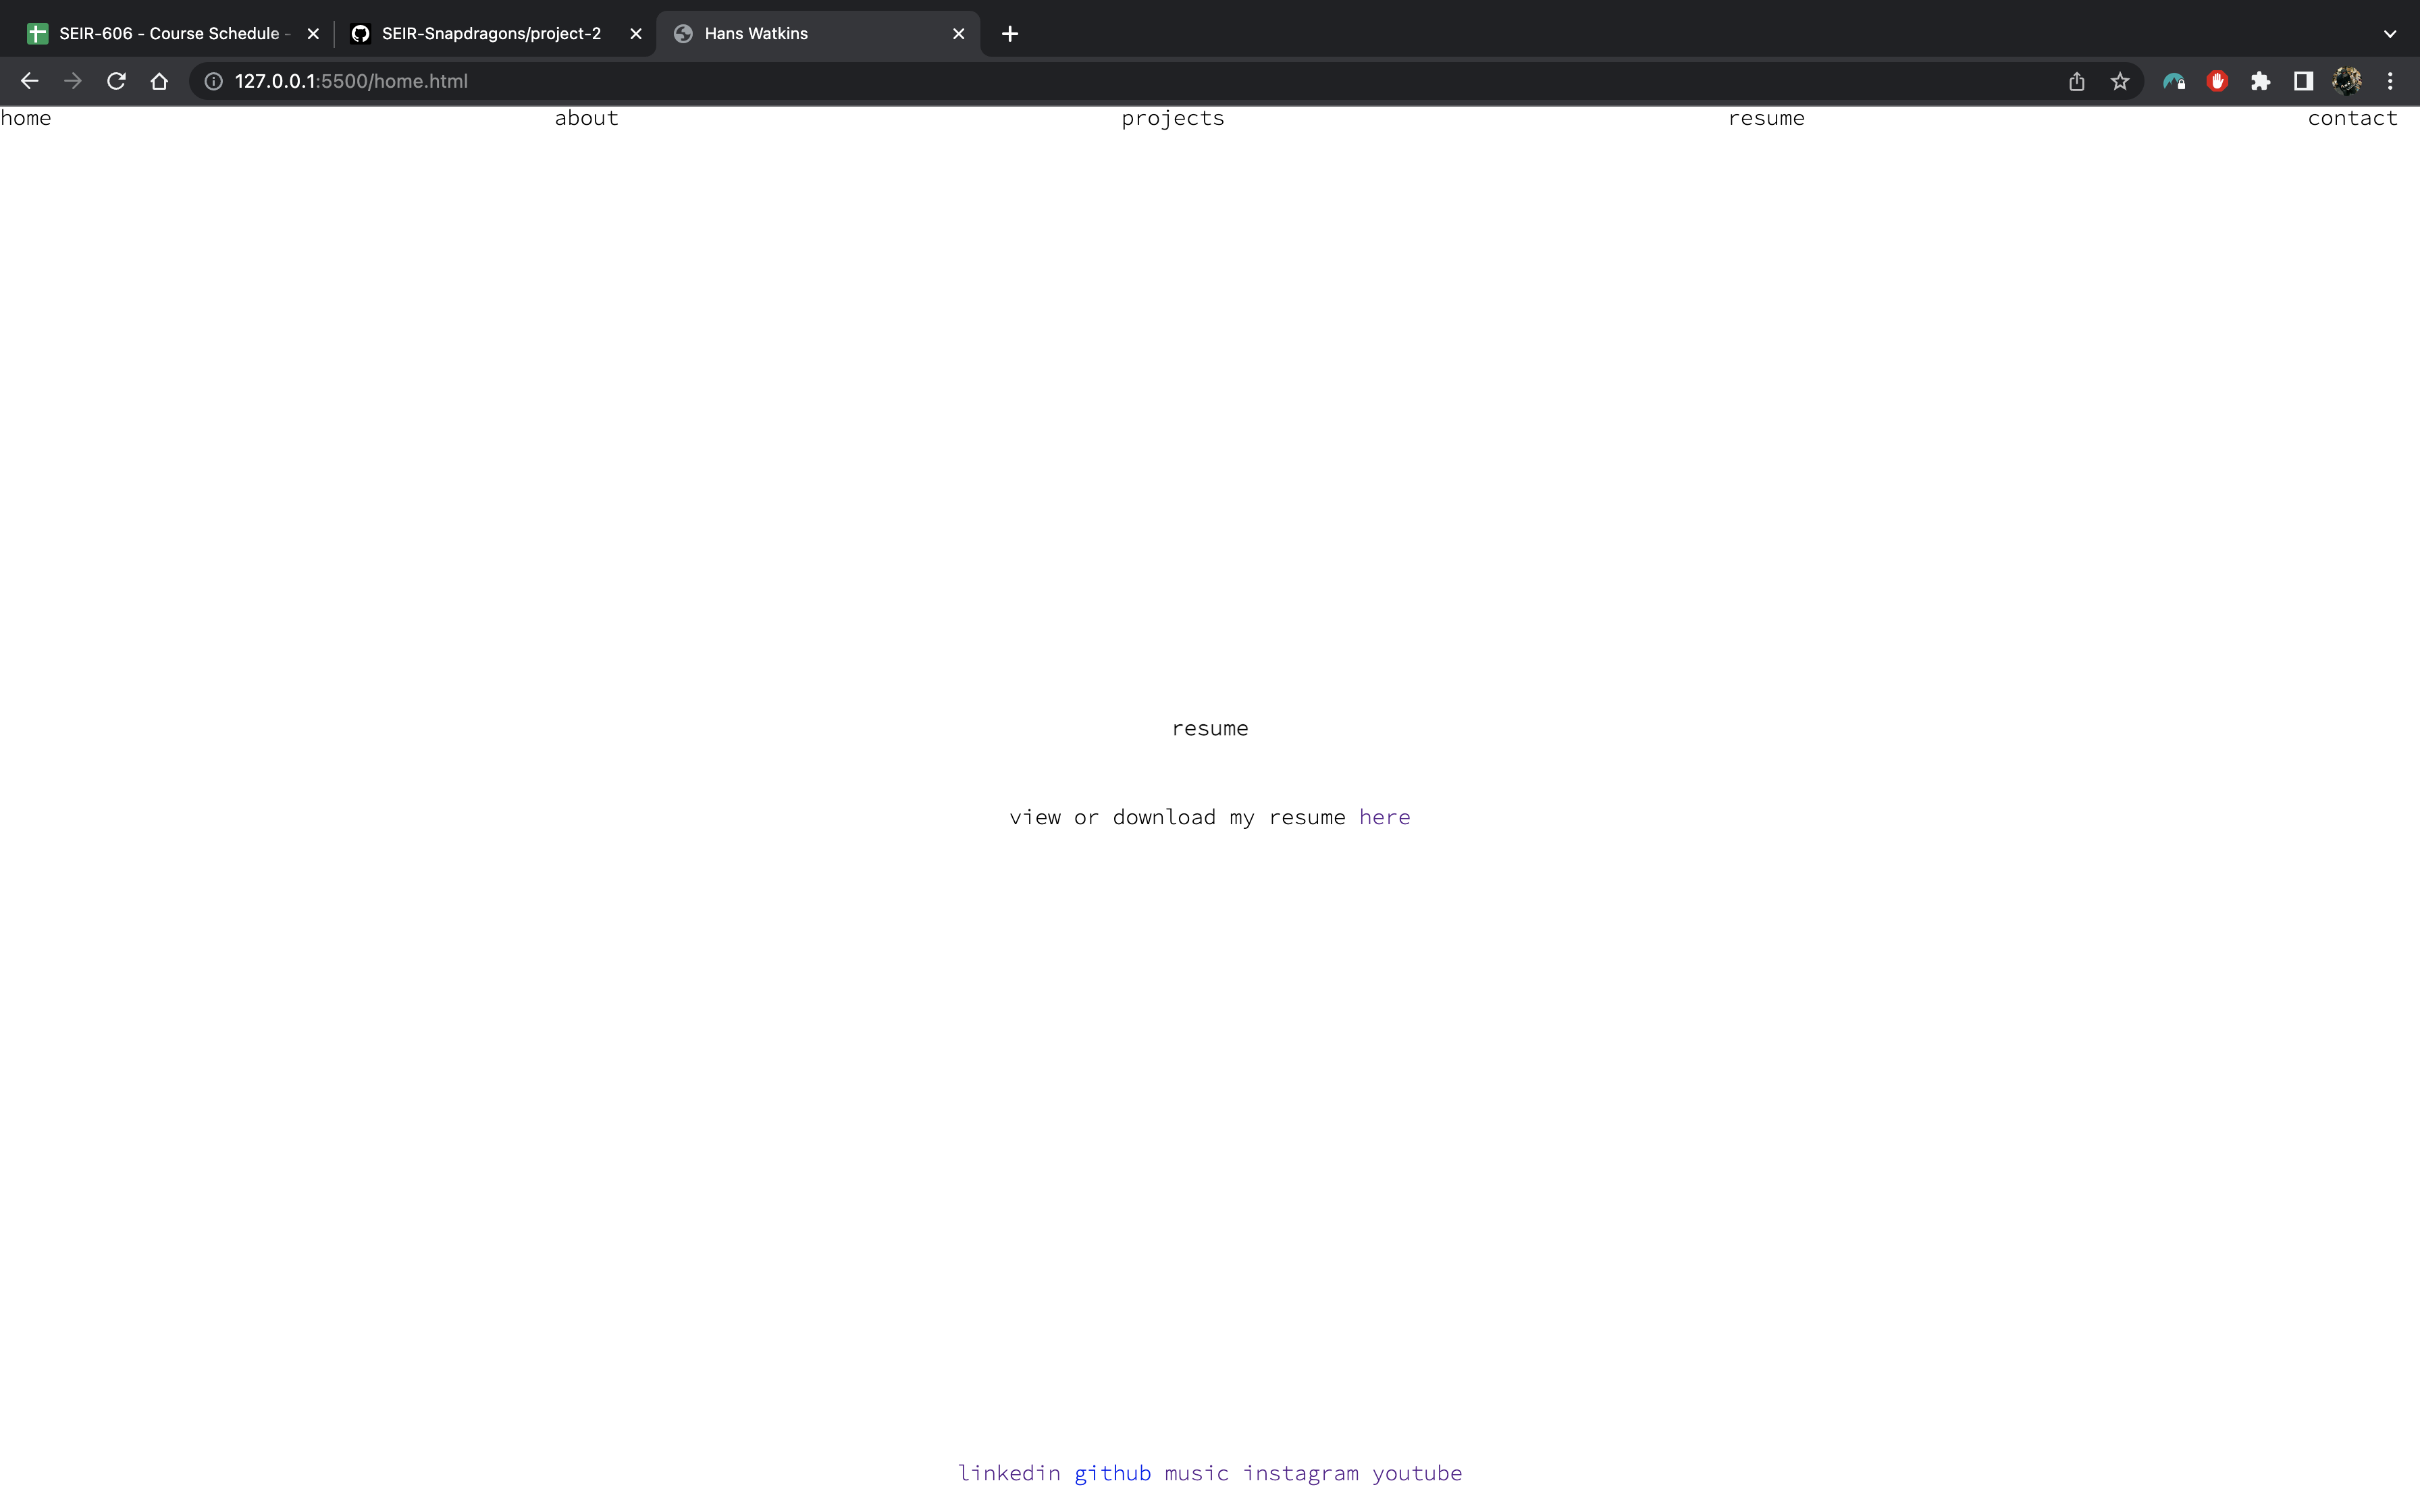 SEIR-606 - Course Schedule - SEIR-Snapdragons/project-2 Hans Watkins
127.0.0.1:5500/home.html
home about projects resume contact
resume
view or download my resume here
linkedin github music instagram youtube